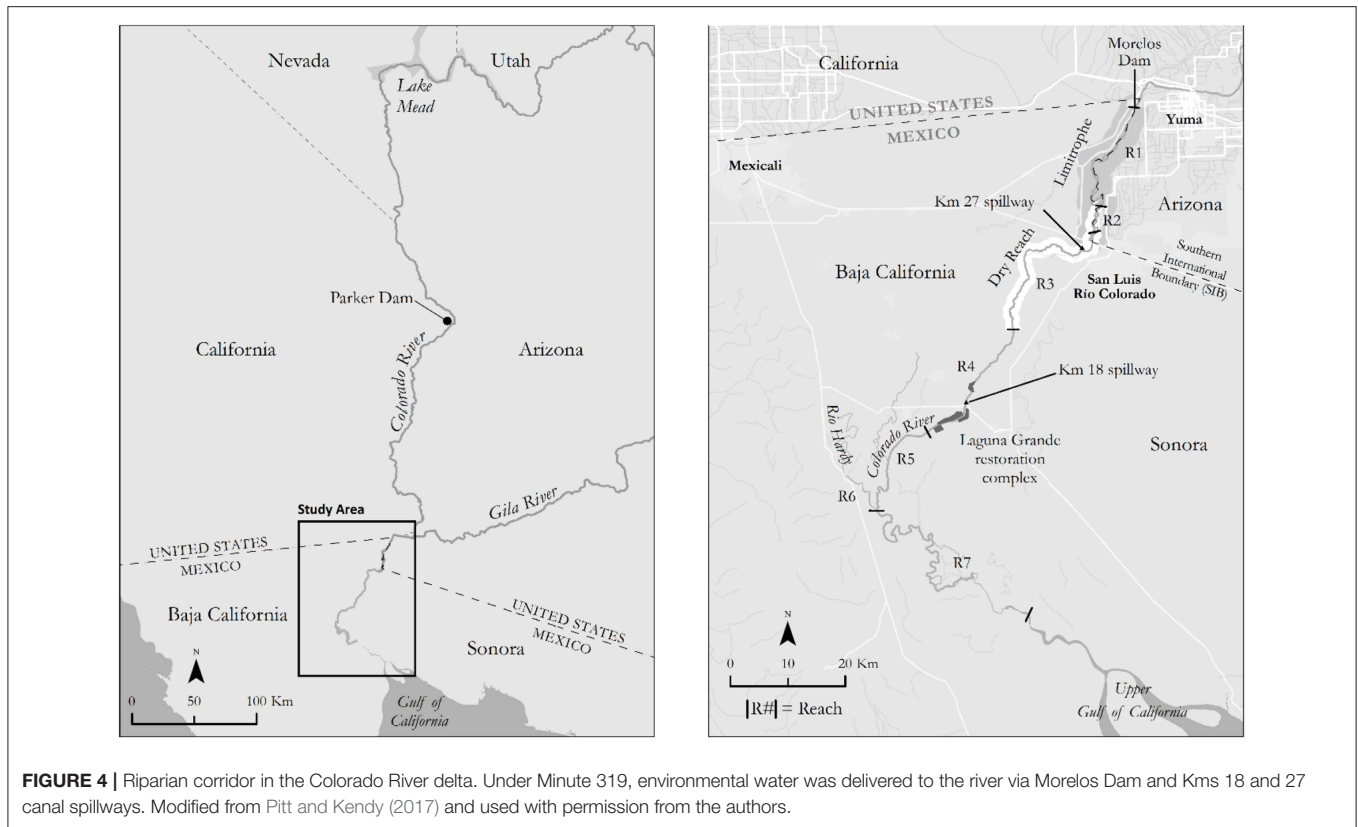 Nevada
Utah
Lake
Mead
Parker Dam
California
Arizona
Colorado River
Gila River
Study Area
UNITED STATES
MEXICO
Baja California
UNITED STATES
MEXICO
Sonora
N
0 50 100 Km
Gulf of
California
Morelos
Dam
California
UNITED STATES
MEXICO
Yuma
Mexicali
Limitrophe
R1
Km 27 spillway
Arizona
R2
Dry Reach
Baja California
R3
Southern
International
Boundary (SIB)
San Luis
Río Colorado
R4
Km 18 spillway
Río Hardy
Colorado River
Laguna Grande
restoration
complex
Sonora
R5
R6
R7
N
0 10 20 Km
|R#| = Reach
Upper
Gulf of California
FIGURE 4 | Riparian corridor in the Colorado River delta. Under Minute 319, environmental water was delivered to the river via Morelos Dam and Kms 18 and 27
canal spillways. Modified from Pitt and Kendy (2017) and used with permission from the authors.